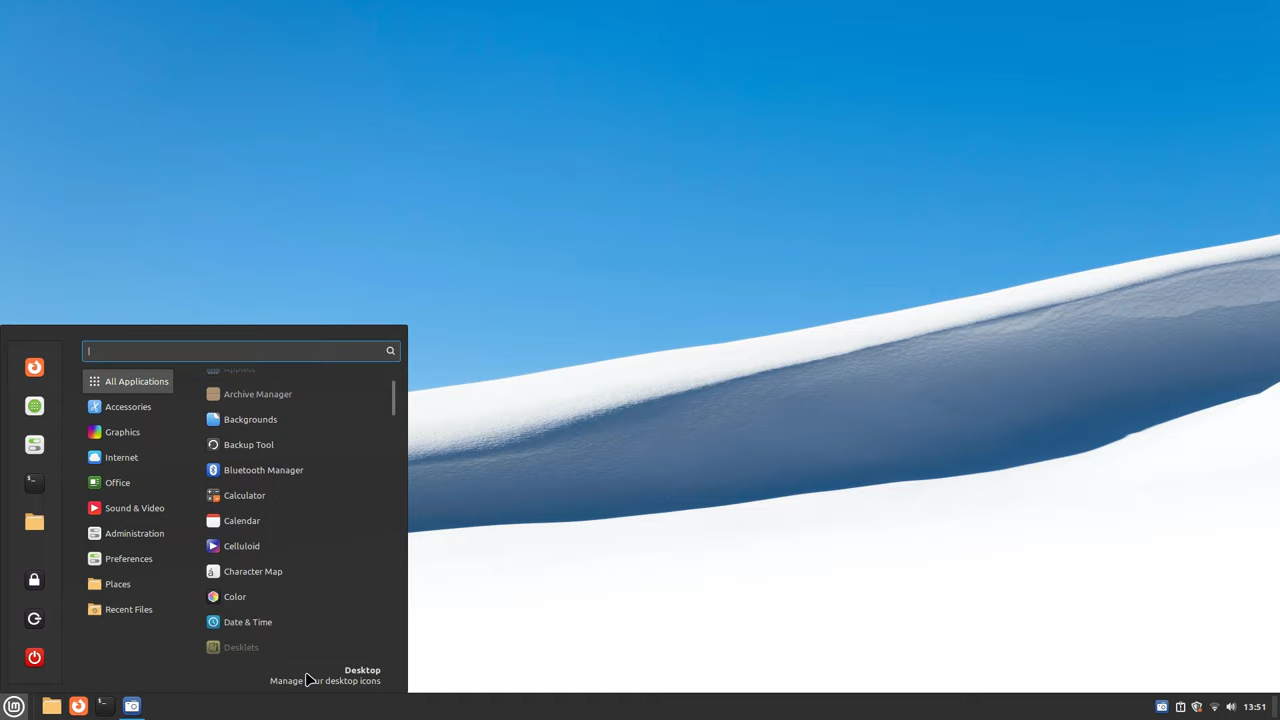 Applets
All Applications
Archive Manager
Accessories
Backgrounds
Graphics
Backup Tool
Internet
Bluetooth Manager
Office
Calculator
Sound & Video
Calendar
Administration
Celluloid
Preferences
Character Map
Places
Color
Recent Files
Date & Time
Desklets
Desktop
Manage your desktop icons
13:51